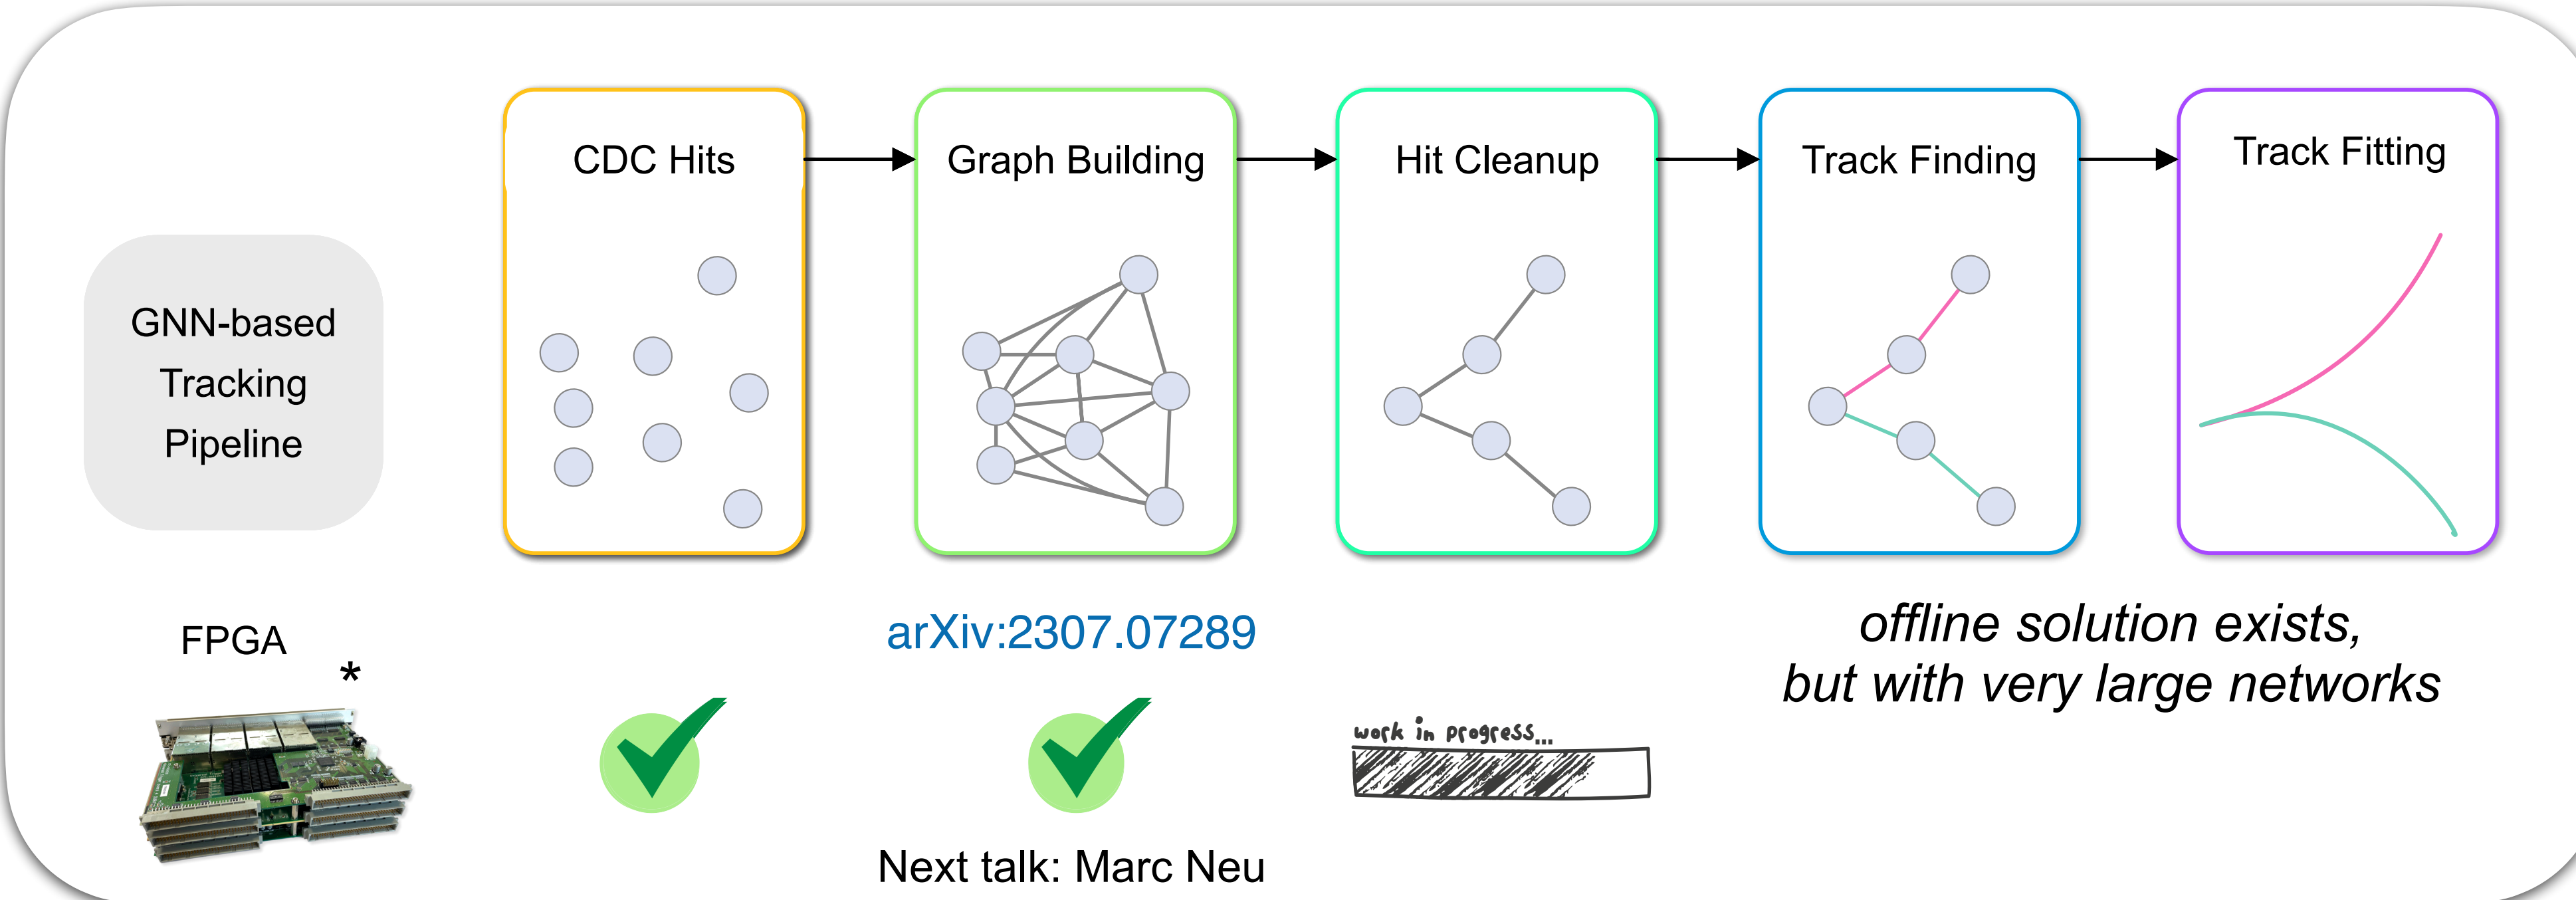 CDC Hits
Graph Building
Hit Cleanup
Track Finding
Track Fitting
GNN-based
Tracking
Pipeline
FPGA
*
arXiv:2307.07289
offline solution exists,
but with very large networks
work in progress...
Next talk: Marc Neu